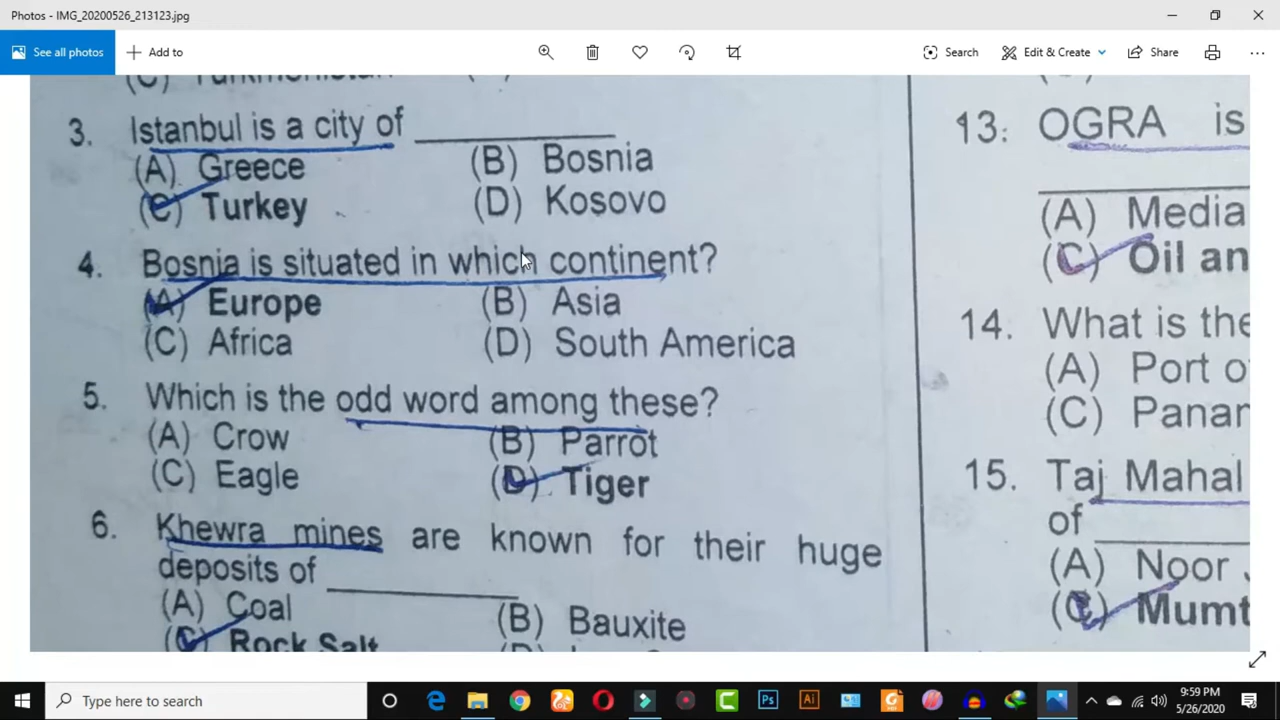 Photos - IMG_20200526_213123.jpg
See all photos
Add to
Search
Edit & Create
Share
(C) Turkmenistan
3. Istanbul is a city of
(A) Greece (B) Bosnia
(C) Turkey (D) Kosovo
4. Bosnia is situated in which continent?
(A) Europe (B) Asia
(C) Africa (D) South America
5. Which is the odd word among these?
(A) Crow (B) Parrot
(C) Eagle (D) Tiger
6. Khewra mines are known for their huge
deposits of
(A) Coal (B) Bauxite
(C) Rock Salt
13. OGRA is
(A) Media
(C) Oil an
14. What is the
(A) Port o
(C) Panan
15. Taj Mahal
of
(A) Noor
(C) Mumt
Type here to search
9:59 PM
5/26/2020